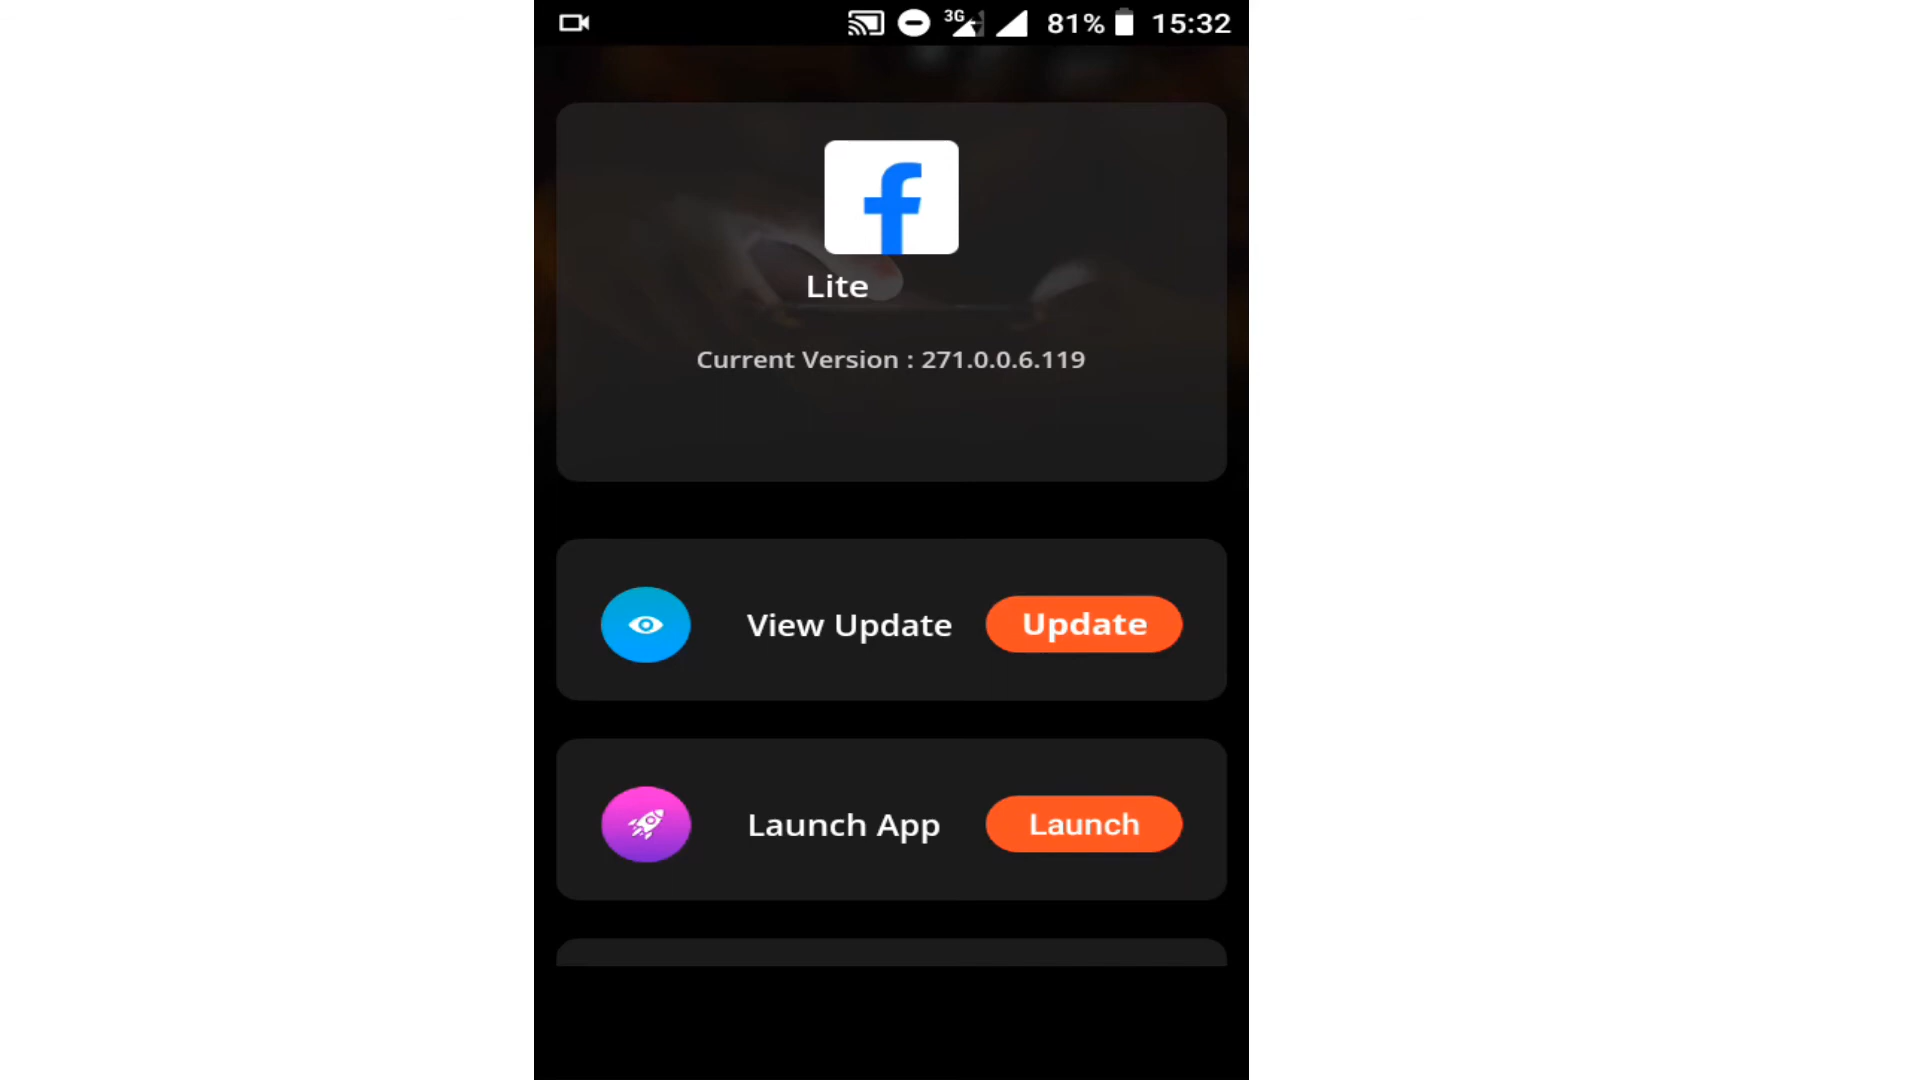 3G 81% 15:32
f
Lite
Current Version : 271.0.0.6.119
View Update Update
Launch App Launch